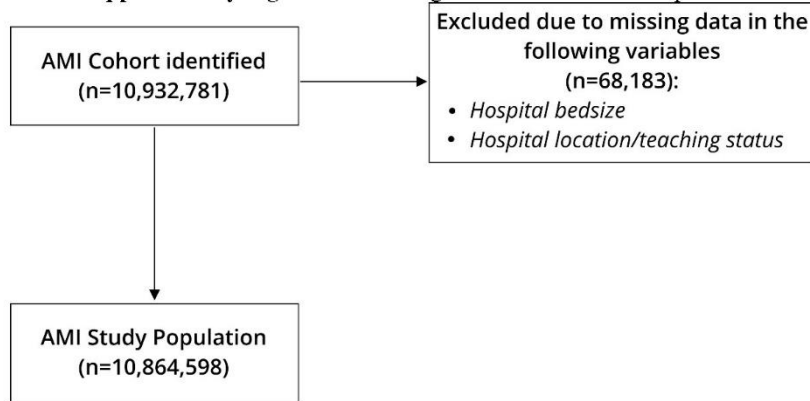 AMI Cohort identified
(n=10,932,781)
Excluded due to missing data in the
following variables
(n=68,183):
• Hospital bedsize
• Hospital location/teaching status
AMI Study Population
(n=10,864,598)